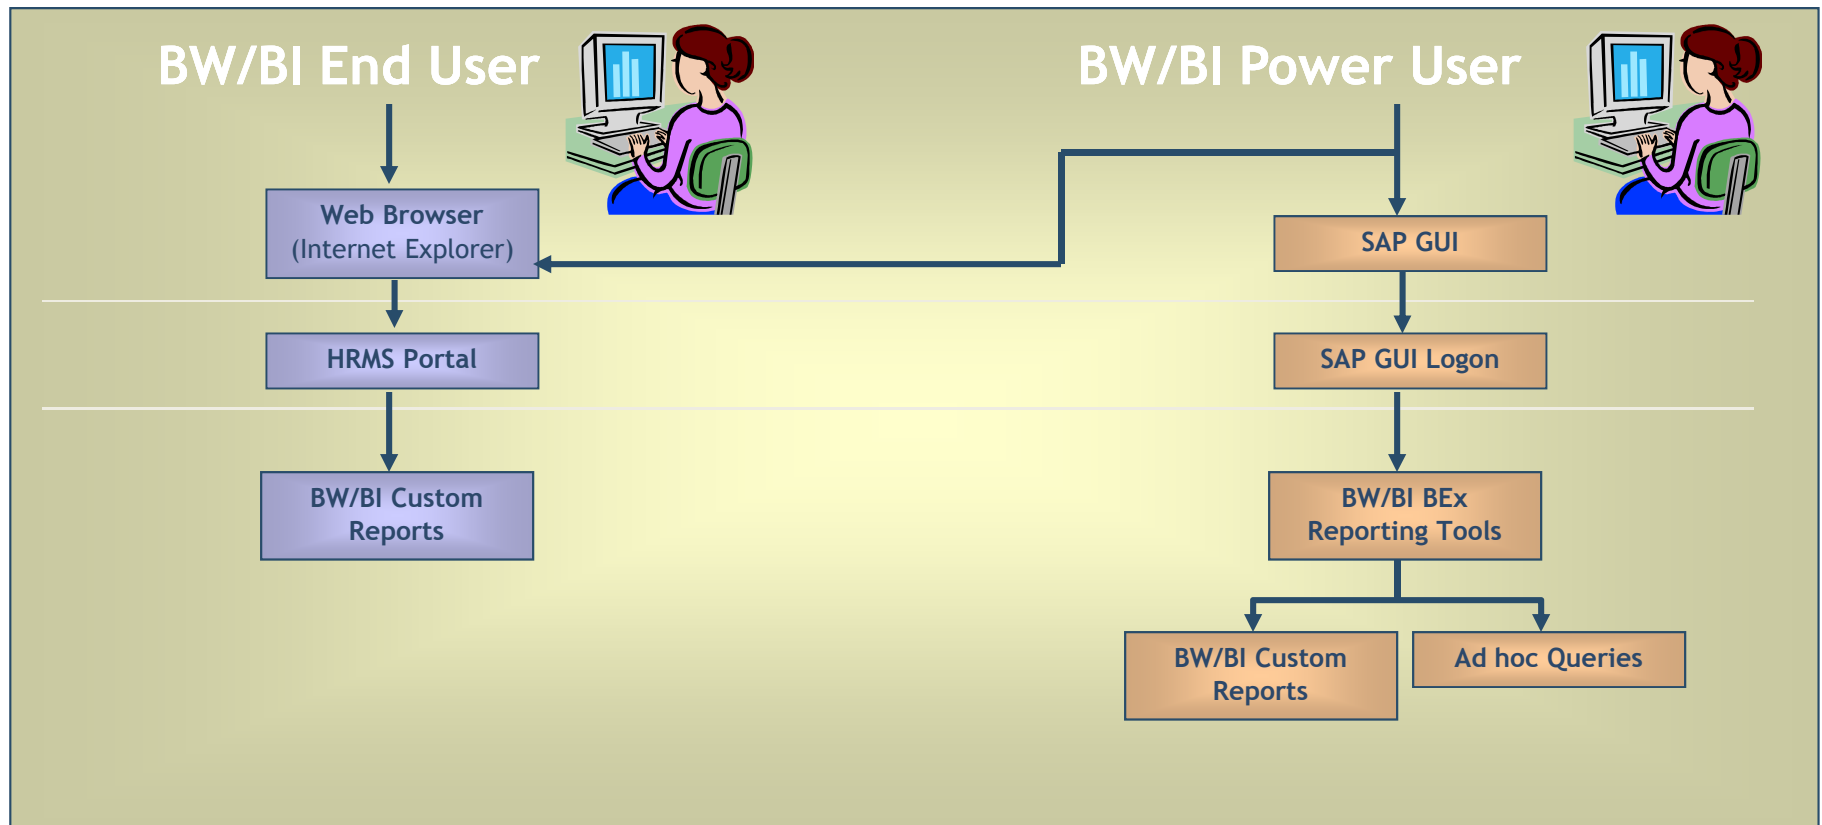 BW/BI End User
BW/BI Power User
Web Browser
(Internet Explorer)
SAP GUI
HRMS Portal
SAP GUI Logon
BW/BI Custom
Reports
BW/BI BEx
Reporting Tools
BW/BI Custom
Reports
Ad hoc Queries